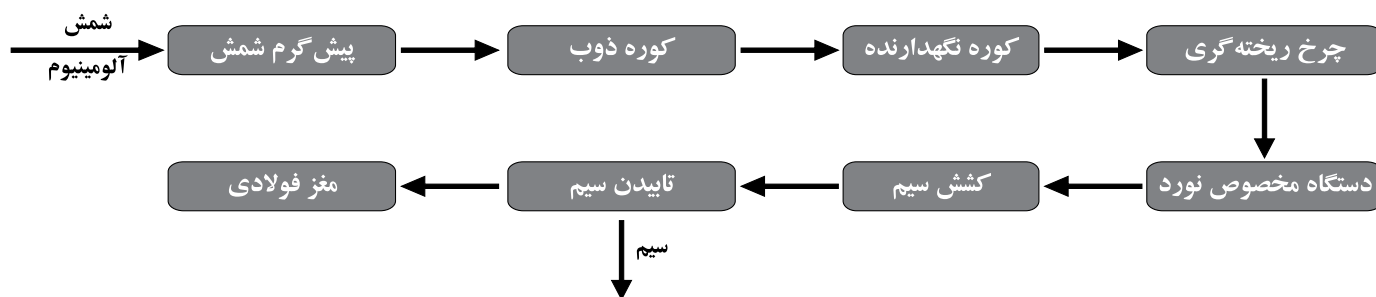 شمش
آلومینیوم
پیش‌گرم شمش
کوره ذوب
کوره نگهدارنده
چرخ ریخته‌گری
دستگاه مخصوص نورد
کشش سیم
تابیدن سیم
مغز فولادی
سیم